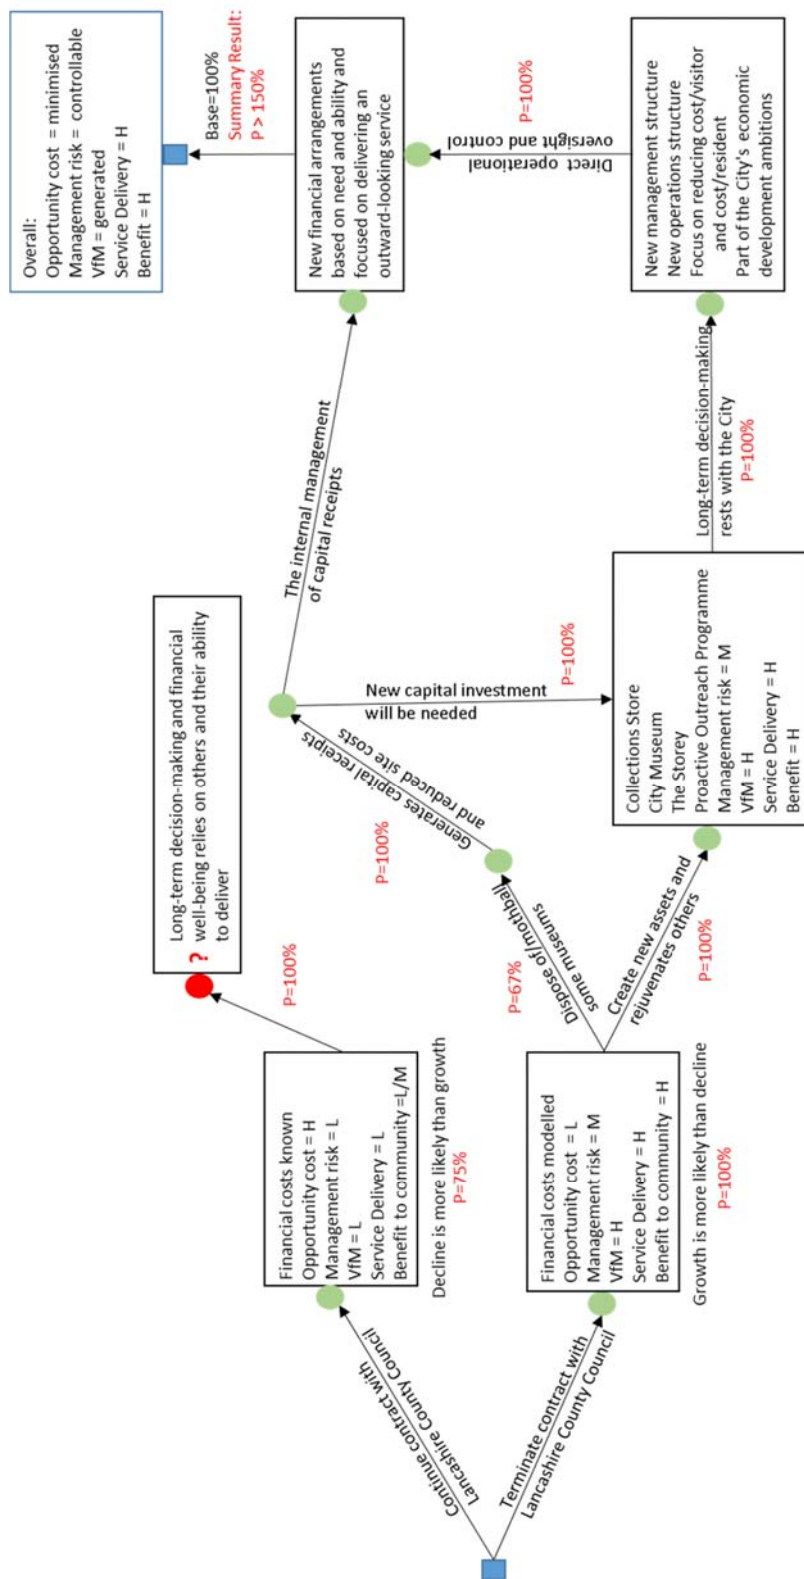 Continue contract with
Lancashire County Council
Financial costs known
Opportunity cost = H
Management risk = L
VfM = L
Service Delivery = L
Benefit to community =L/M
Decline is more likely than growth
P=75%
P=100%
?
Long-term decision-making and financial
well-being relies on others and their ability
to deliver
Terminate contract with
Lancashire County Council
Financial costs modelled
Opportunity cost = L
Management risk = M
VfM = H
Service Delivery = H
Benefit to community = H
Growth is more likely than decline
P=100%
Dispose of/mothball
some museums
P=67%
Create new assets and
rejuvenates others
P=100%
Generates capital receipts
and reduced site costs
P=100%
The internal management
of capital receipts
New capital investment
will be needed
P=100%
Collections Store
City Museum
The Storey
Proactive Outreach Programme
Management risk = M
VfM = H
Service Delivery = H
Benefit = H
Long-term decision-making
rests with the City
P=100%
New management structure
New operations structure
Focus on reducing cost/visitor
and cost/resident
Part of the City's economic
development ambitions
Direct operational
oversight and control
P=100%
New financial arrangements
based on need and ability and
focused on delivering an
outward-looking service
Base=100%
Summary Result:
P > 150%
Overall:
Opportunity cost = minimised
Management risk = controllable
VfM = generated
Service Delivery = H
Benefit = H